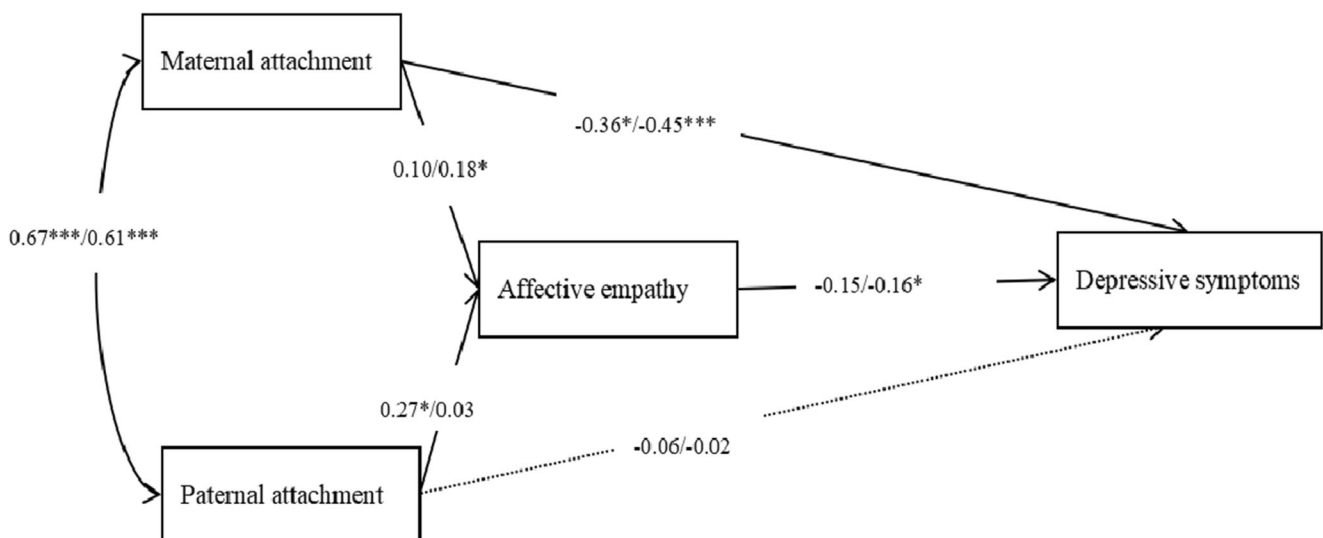 Maternal attachment
-0.36*/-0.45***
0.10/0.18*
0.67***/0.61***
Affective empathy
-0.15/-0.16*
Depressive symptoms
0.27*/0.03
-0.06/-0.02
Paternal attachment